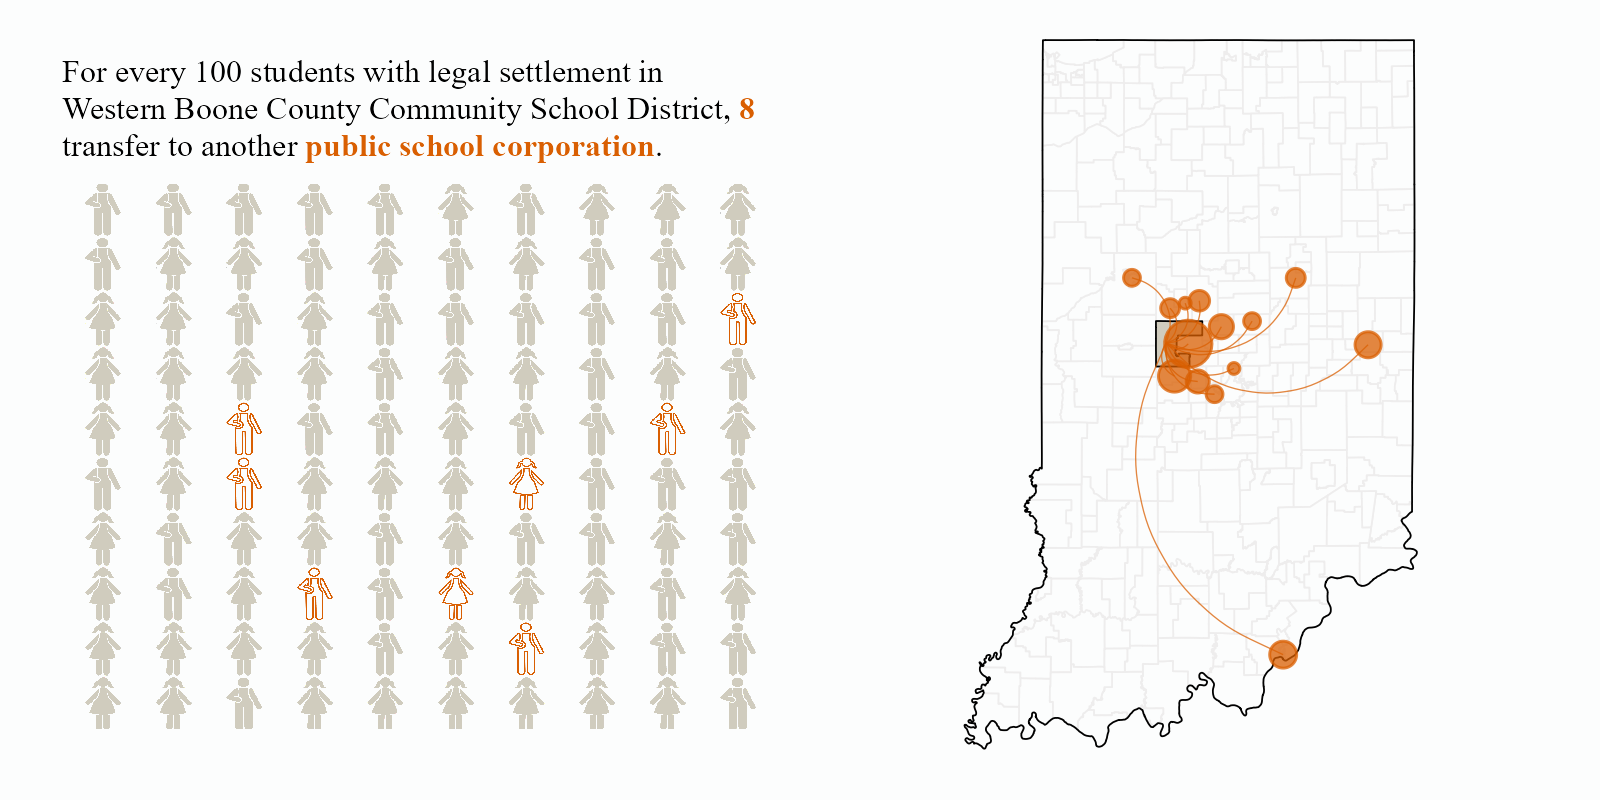 For every 100 students with legal settlement in
Western Boone County Community School District, 8
transfer to another public school corporation.